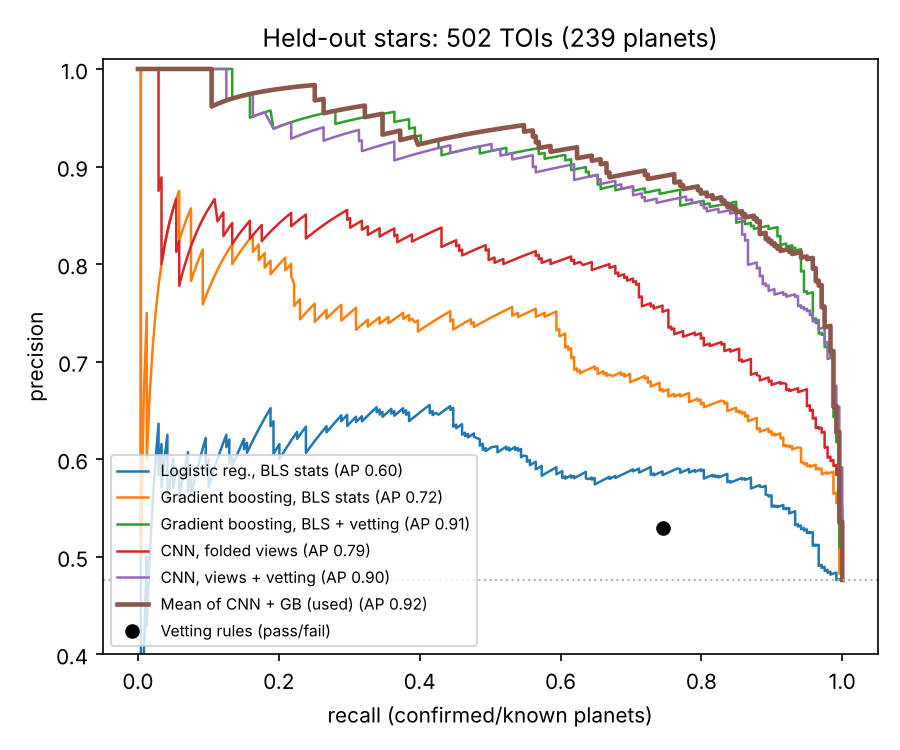 Held-out stars: 502 TOIs (239 planets)
precision
1.0
0.9
0.8
0.7
0.6
0.5
0.4
Logistic reg., BLS stats (AP 0.60)
Gradient boosting, BLS stats (AP 0.72)
Gradient boosting, BLS + vetting (AP 0.91)
CNN, folded views (AP 0.79)
CNN, views + vetting (AP 0.90)
Mean of CNN + GB (used) (AP 0.92)
Vetting rules (pass/fail)
0.0 0.2 0.4 0.6 0.8 1.0
recall (confirmed/known planets)